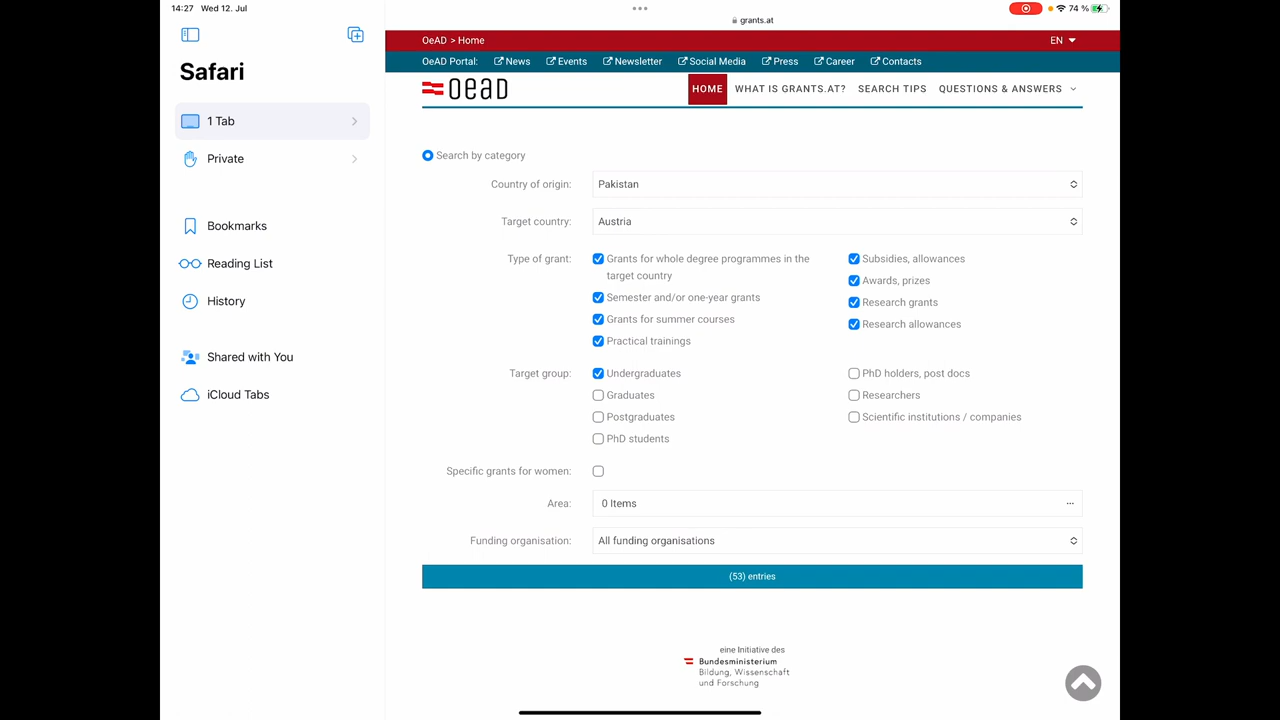 14:27 Wed 12. Jul
74 %
Safari
1 Tab
Private
Bookmarks
Reading List
History
Shared with You
iCloud Tabs
grants.at
OeAD > Home
EN
OeAD Portal: News Events Newsletter Social Media Press Career Contacts
OeAD
HOME WHAT IS GRANTS.AT? SEARCH TIPS QUESTIONS & ANSWERS
Search by category
Country of origin: Pakistan
Target country: Austria
Type of grant:
Grants for whole degree programmes in the
target country
Semester and/or one-year grants
Grants for summer courses
Practical trainings
Subsidies, allowances
Awards, prizes
Research grants
Research allowances
Target group:
Undergraduates
Graduates
Postgraduates
PhD students
PhD holders, post docs
Researchers
Scientific institutions / companies
Specific grants for women:
Area: 0 Items
Funding organisation: All funding organisations
(53) entries
eine Initiative des
Bundesministerium
Bildung, Wissenschaft
und Forschung